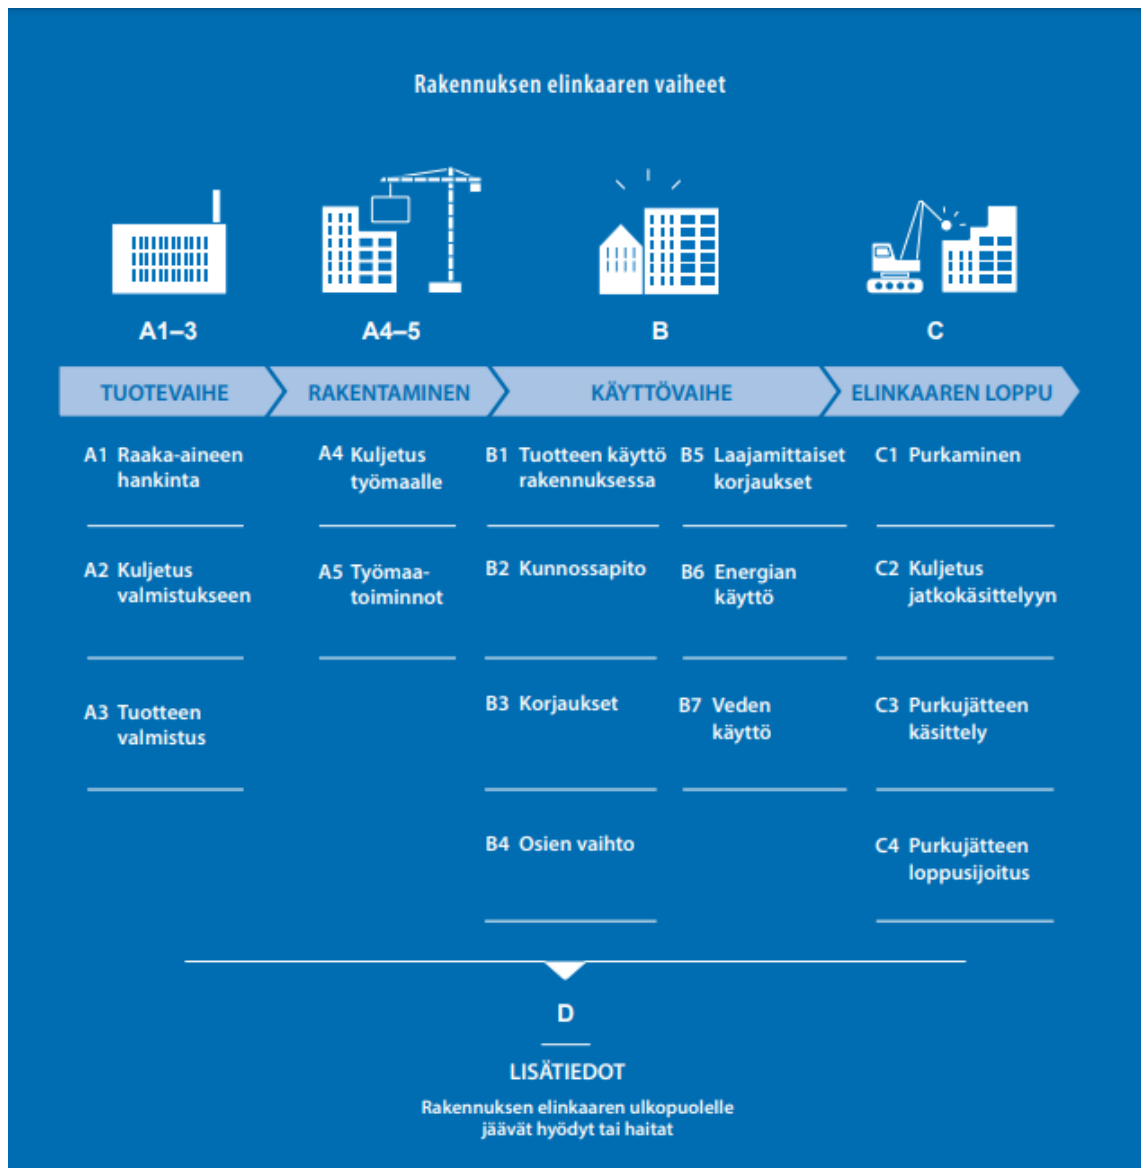 Rakennuksen elinkaaren vaiheet
A1–3
A4–5
B
C
TUOTEVAIHE
RAKENTAMINEN
KÄYTTÖVAIHE
ELINKAAREN LOPPU
A1 Raaka-aineen
hankinta
A2 Kuljetus
valmistukseen
A3 Tuotteen
valmistus
A4 Kuljetus
työmaalle
A5 Työmaa-
toiminnot
B1 Tuotteen käyttö
rakennuksessa
B2 Kunnossapito
B3 Korjaukset
B4 Osien vaihto
B5 Laajamittaiset
korjaukset
B6 Energian
käyttö
B7 Veden
käyttö
C1 Purkaminen
C2 Kuljetus
jatkokäsittelyyn
C3 Purkujätteen
käsittely
C4 Purkujätteen
loppusijoitus
D
LISÄTIEDOT
Rakennuksen elinkaaren ulkopuolelle
jäävät hyödyt tai haitat